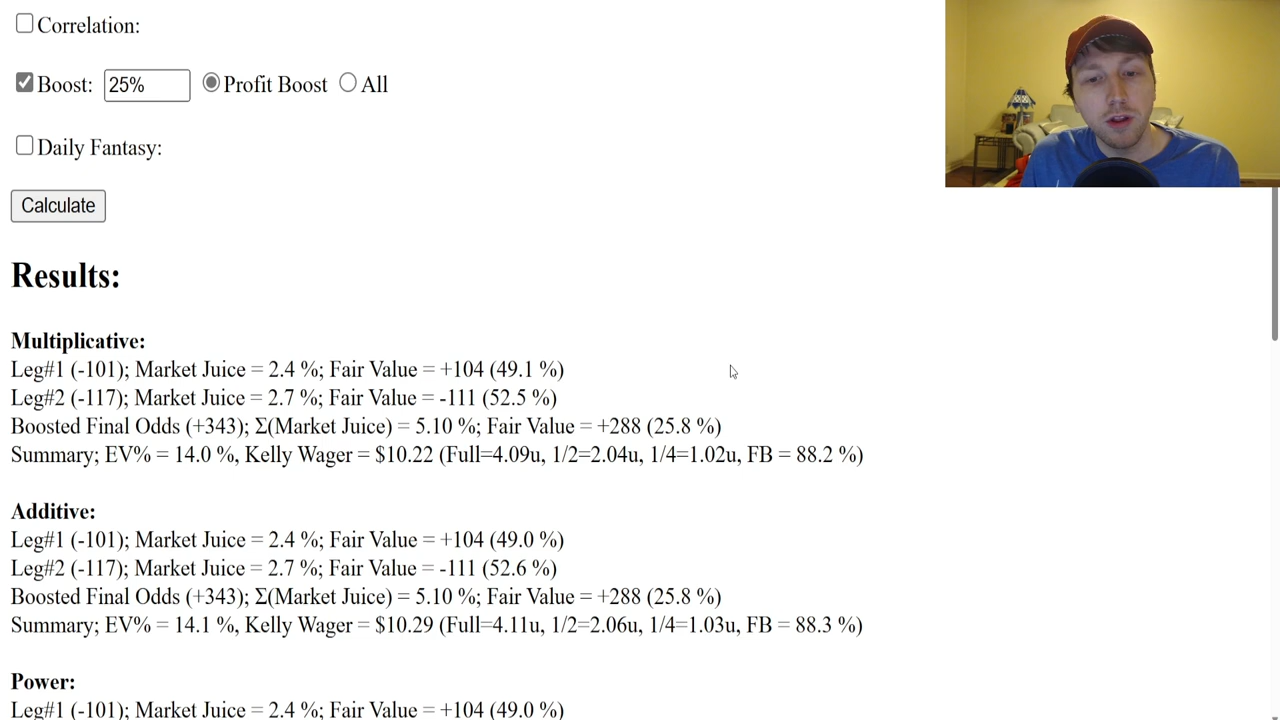 Correlation:
Boost: 25% Profit Boost All
Daily Fantasy:
Calculate
Results:
Multiplicative:
Leg#1 (-101); Market Juice = 2.4 %; Fair Value = +104 (49.1 %)
Leg#2 (-117); Market Juice = 2.7 %; Fair Value = -111 (52.5 %)
Boosted Final Odds (+343); Σ(Market Juice) = 5.10 %; Fair Value = +288 (25.8 %)
Summary; EV% = 14.0 %, Kelly Wager = $10.22 (Full=4.09u, 1/2=2.04u, 1/4=1.02u, FB = 88.2 %)
Additive:
Leg#1 (-101); Market Juice = 2.4 %; Fair Value = +104 (49.0 %)
Leg#2 (-117); Market Juice = 2.7 %; Fair Value = -111 (52.6 %)
Boosted Final Odds (+343); Σ(Market Juice) = 5.10 %; Fair Value = +288 (25.8 %)
Summary; EV% = 14.1 %, Kelly Wager = $10.29 (Full=4.11u, 1/2=2.06u, 1/4=1.03u, FB = 88.3 %)
Power:
Leg#1 (-101); Market Juice = 2.4 %; Fair Value = +104 (49.0 %)